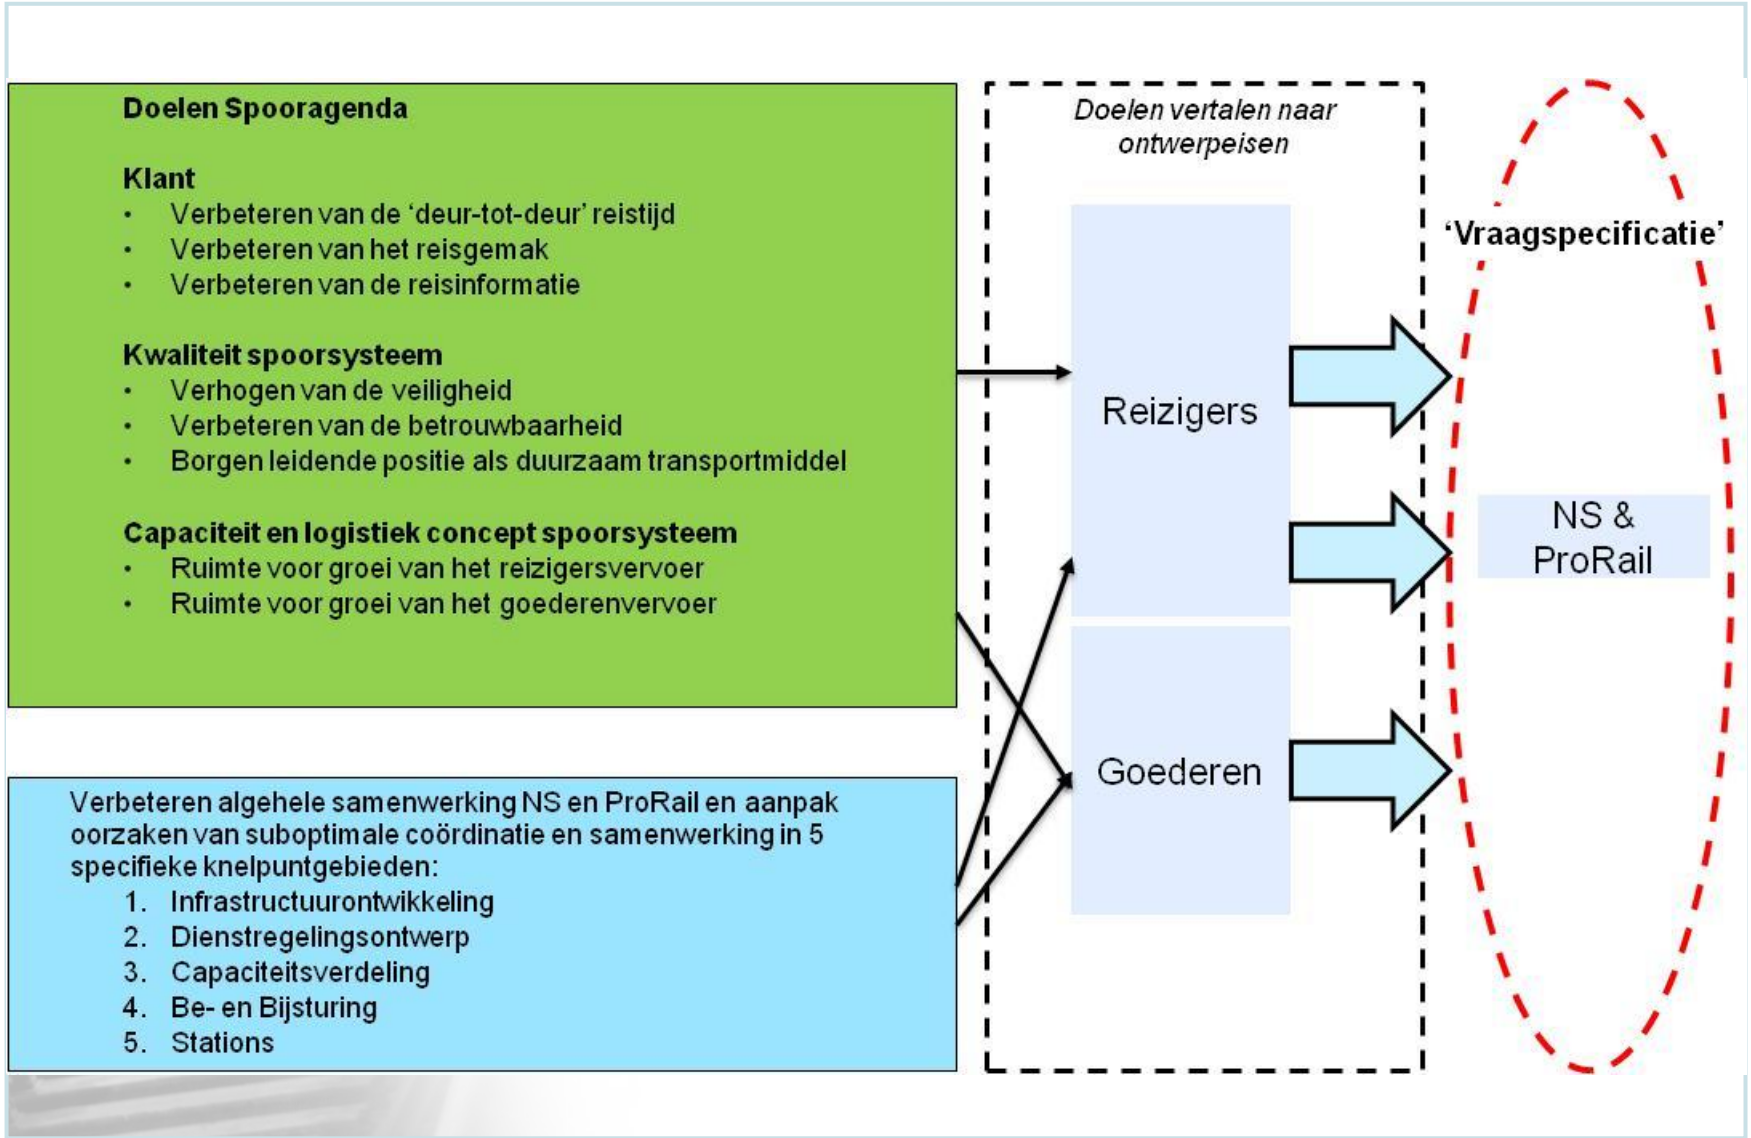 Doelen Spooragenda
Klant
• Verbeteren van de ‘deur-tot-deur’ reistijd
• Verbeteren van het reisgemak
• Verbeteren van de reisinformatie
Kwaliteit spoorsysteem
• Verhogen van de veiligheid
• Verbeteren van de betrouwbaarheid
• Borgen leidende positie als duurzaam transportmiddel
Capaciteit en logistiek concept spoorsysteem
• Ruimte voor groei van het reizigersvervoer
• Ruimte voor groei van het goederenvervoer
Verbeteren algehele samenwerking NS en ProRail en aanpak
oorzaken van suboptimale coördinatie en samenwerking in 5
specifieke knelpuntgebieden:
1. Infrastructuurontwikkeling
2. Dienstregelingsontwerp
3. Capaciteitsverdeling
4. Be- en Bijsturing
5. Stations
Doelen vertalen naar
ontwerpeisen
Reizigers
Goederen
‘Vraagspecificatie’
NS &
ProRail